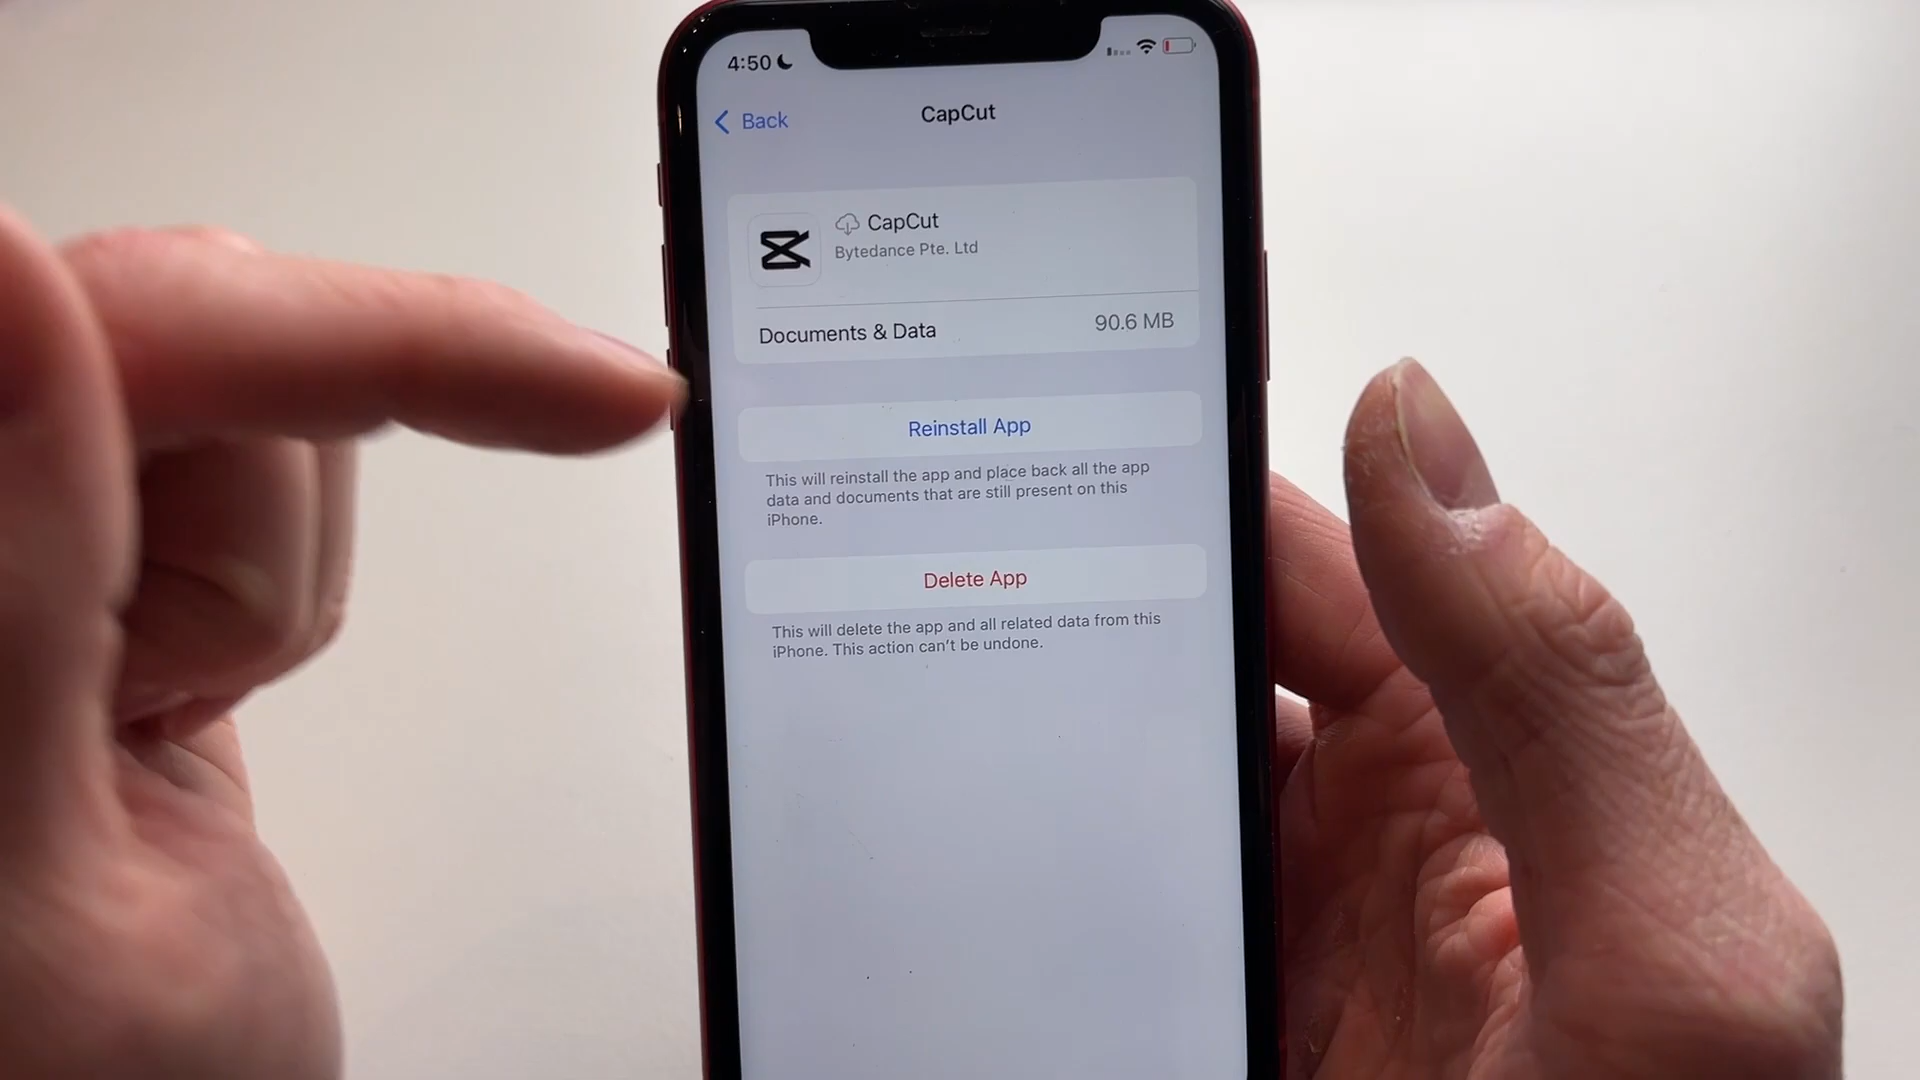 4:50
Back
CapCut
CapCut
Bytedance Pte. Ltd
Documents & Data
90.6 MB
Reinstall App
This will reinstall the app and place back all the app
data and documents that are still present on this
iPhone.
Delete App
This will delete the app and all related data from this
iPhone. This action can't be undone.